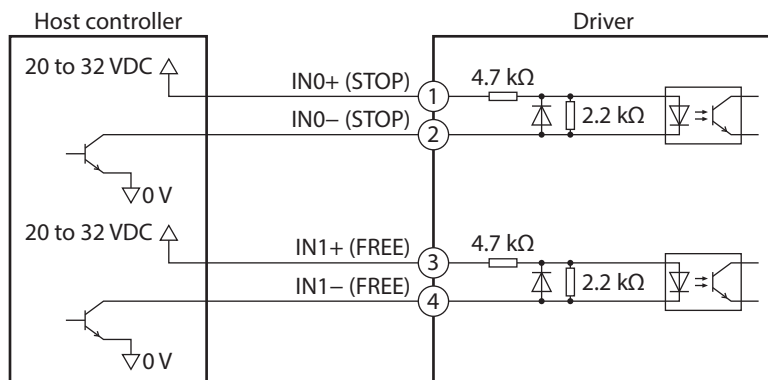 Host controller
Driver
20 to 32 VDC
IN0+ (STOP)
1
4.7 kΩ
IN0− (STOP)
2
2.2 kΩ
0 V
20 to 32 VDC
IN1+ (FREE)
3
4.7 kΩ
IN1− (FREE)
4
2.2 kΩ
0 V